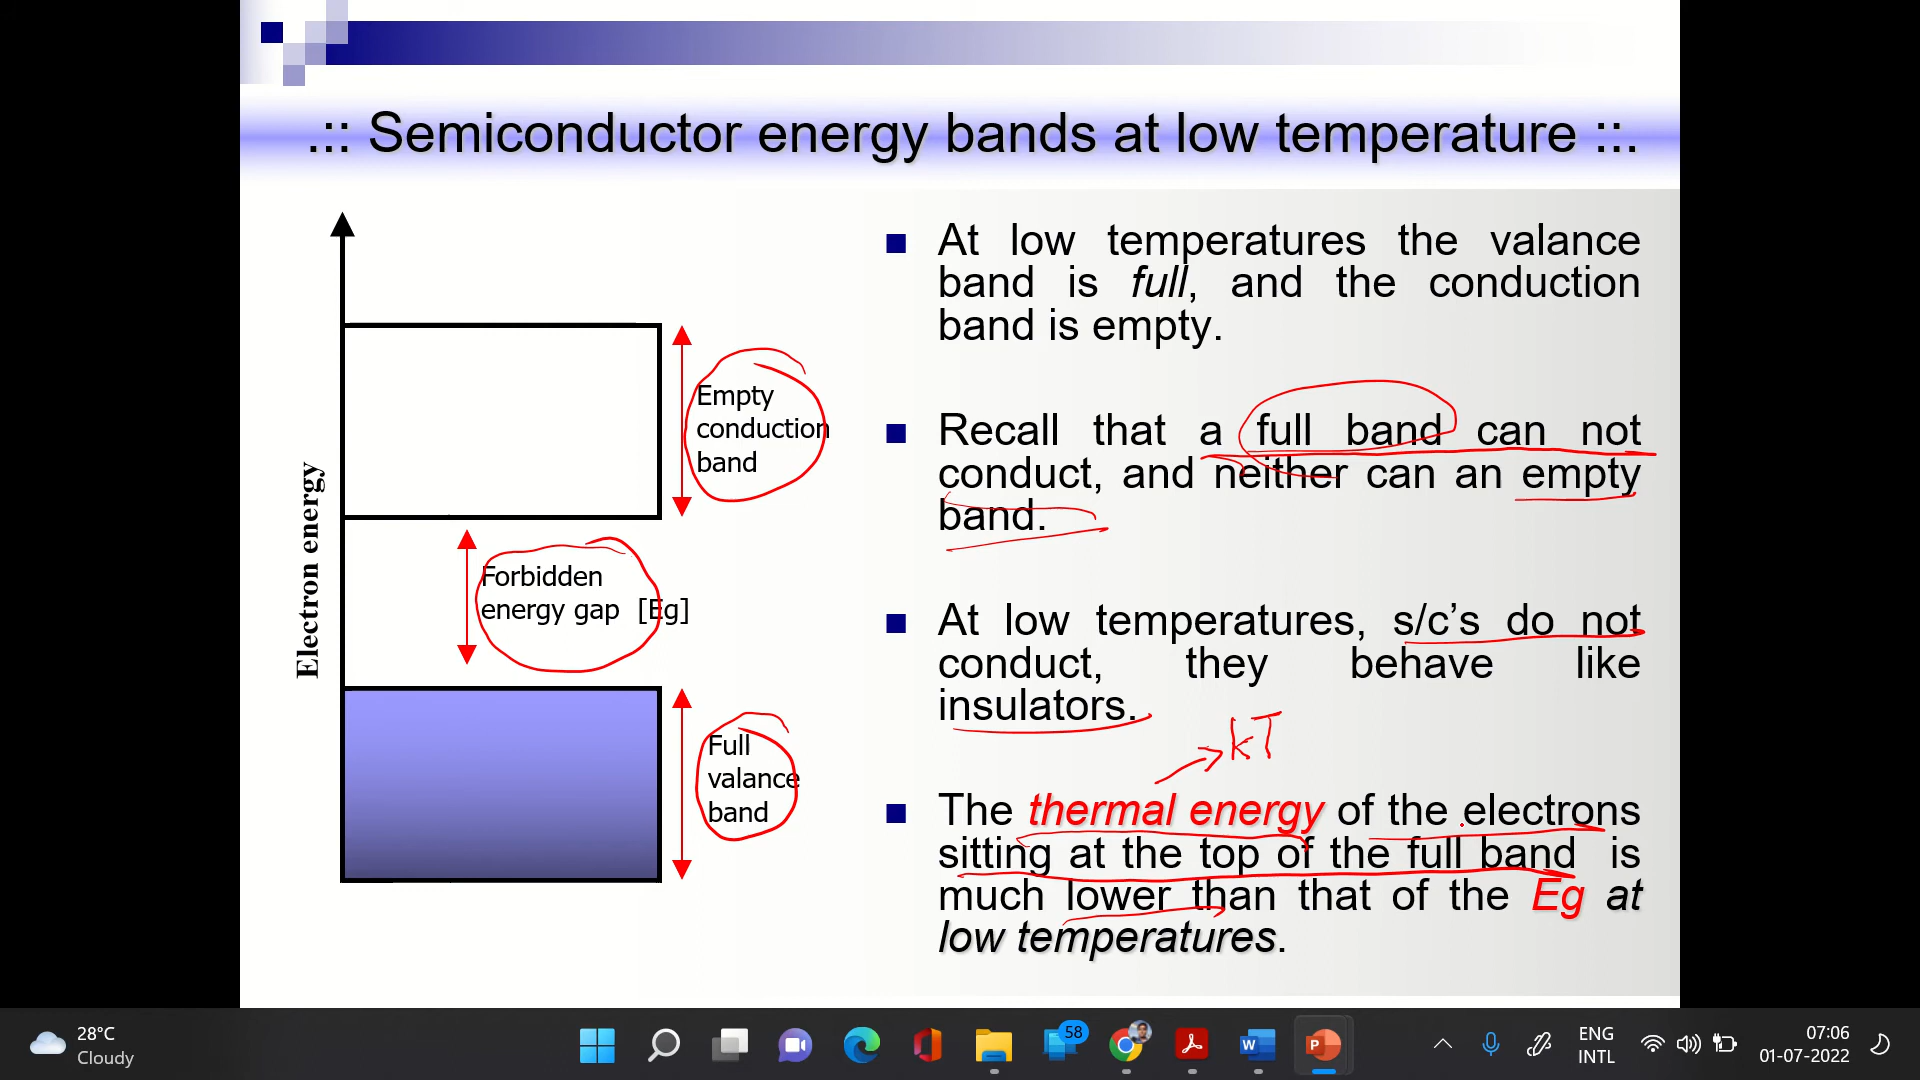 .::: Semiconductor energy bands at low temperature :::.
Electron energy
Empty
conduction
band
Forbidden
energy gap [Eg]
Full
valance
band
At low temperatures the valance
band is full, and the conduction
band is empty.
Recall that a full band can not
conduct, and neither can an empty
band.
At low temperatures, s/c’s do not
conduct, they behave like
insulators.
kT
The thermal energy of the electrons
sitting at the top of the full band is
much lower than that of the Eg at
low temperatures.
28°C
Cloudy
58
W
P
ENG
INTL
07:06
01-07-2022